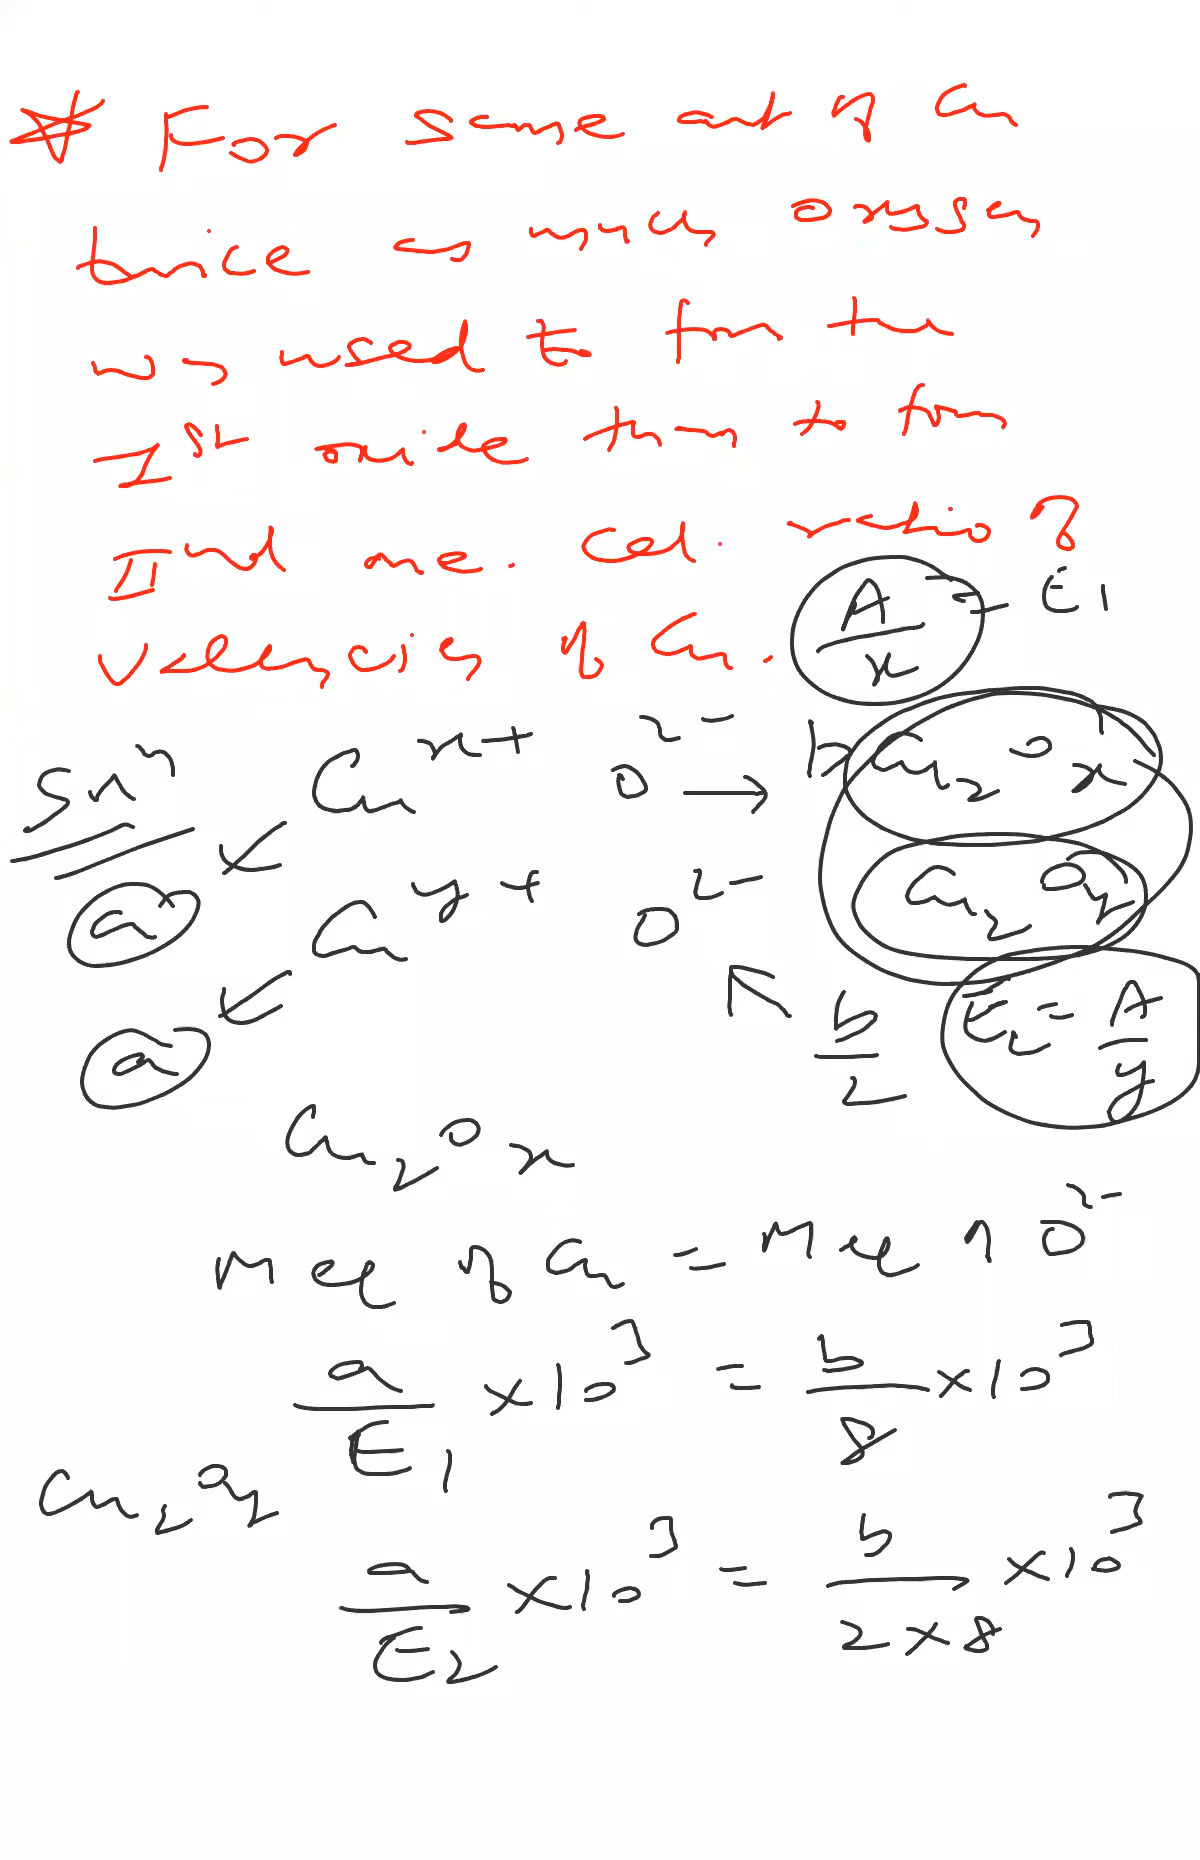 For same amt of Cu
twice as much oxygen
was used to form the
Ist oxide than to form
IInd one. Cal. ratio of
valencies of Cu.
A/x = E1
Sn^n Cu^x+ O^2- → b Cu2Ox
a Cu^y+ O^2- Cu2Oy
a b/2 E2 = A/y
Cu2Ox
Meq of Cu = Meq of O^2-
a/E1 × 10^3 = b/8 × 10^3
Cu2Oy
a/E2 × 10^3 = b/2×8 × 10^3